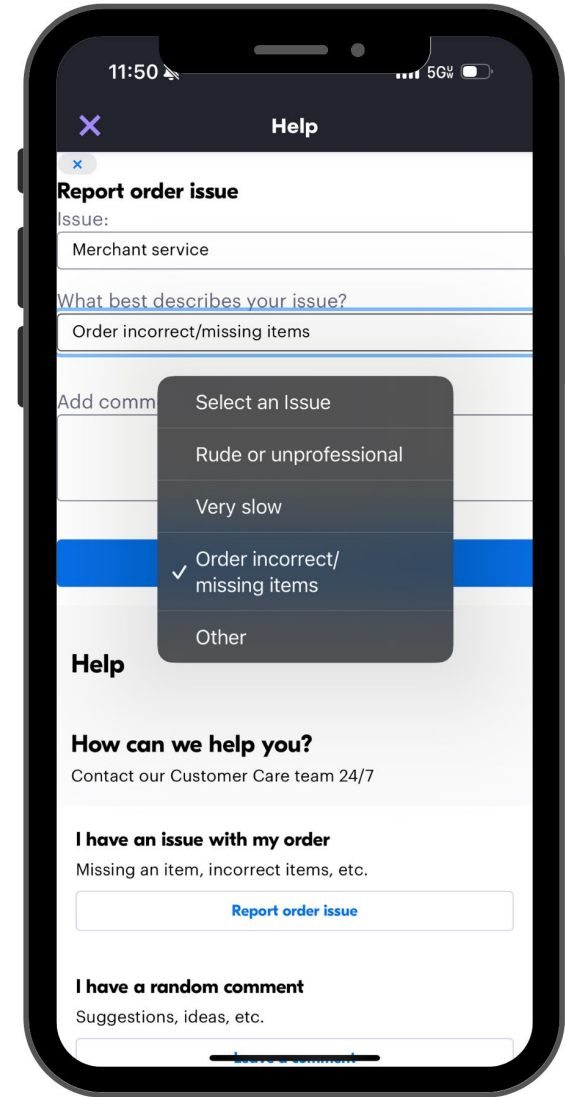 11:50
5G
Help
Report order issue
Issue:
Merchant service
What best describes your issue?
Order incorrect/missing items
Add comm
Select an Issue
Rude or unprofessional
Very slow
Order incorrect/
missing items
Other
Help
How can we help you?
Contact our Customer Care team 24/7
I have an issue with my order
Missing an item, incorrect items, etc.
Report order issue
I have a random comment
Suggestions, ideas, etc.
Leave a comment